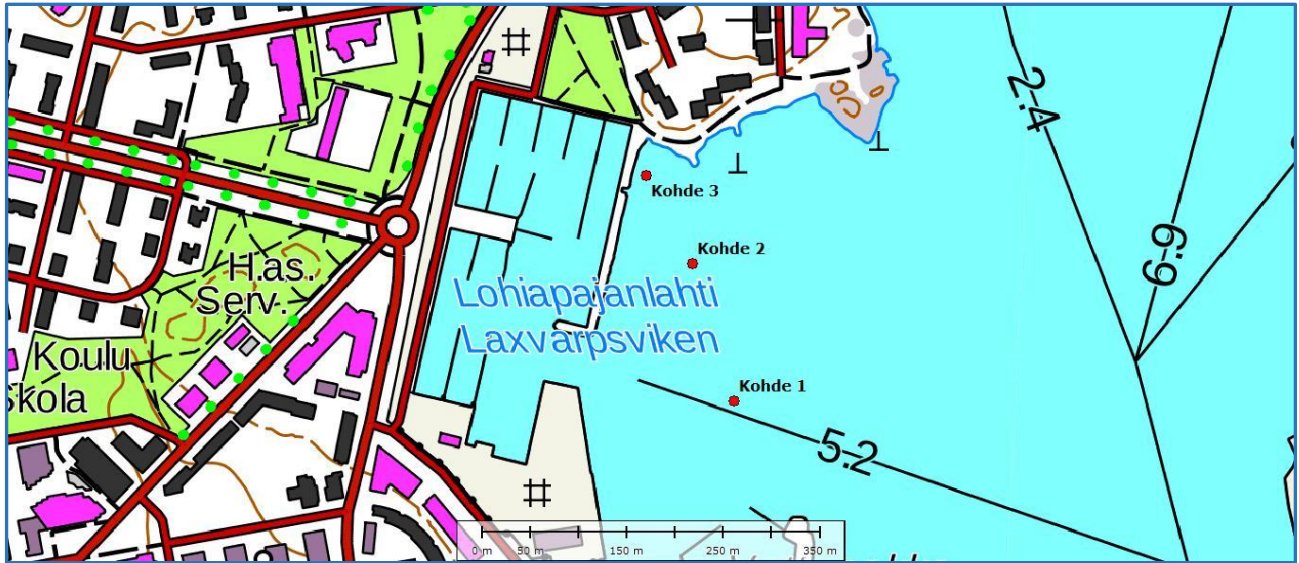 2.4
Kohde 3
Kohde 2
6.9
H.as.
Serv.
Lohiapajanlahti
Laxvarpsviken
Koulu
Skola
Kohde 1
5.2
0 m 50 m 150 m 250 m 350 m